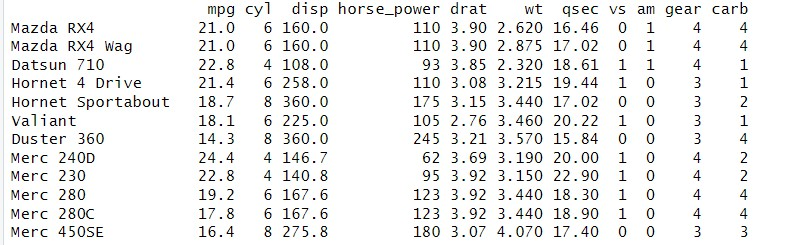 mpg cyl disp horse_power drat wt qsec vs am gear carb
Mazda RX4 21.0 6 160.0 110 3.90 2.620 16.46 0 1 4 4
Mazda RX4 Wag 21.0 6 160.0 110 3.90 2.875 17.02 0 1 4 4
Datsun 710 22.8 4 108.0 93 3.85 2.320 18.61 1 1 4 1
Hornet 4 Drive 21.4 6 258.0 110 3.08 3.215 19.44 1 0 3 1
Hornet Sportabout 18.7 8 360.0 175 3.15 3.440 17.02 0 0 3 2
Valiant 18.1 6 225.0 105 2.76 3.460 20.22 1 0 3 1
Duster 360 14.3 8 360.0 245 3.21 3.570 15.84 0 0 3 4
Merc 240D 24.4 4 146.7 62 3.69 3.190 20.00 1 0 4 2
Merc 230 22.8 4 140.8 95 3.92 3.150 22.90 1 0 4 2
Merc 280 19.2 6 167.6 123 3.92 3.440 18.30 1 0 4 4
Merc 280C 17.8 6 167.6 123 3.92 3.440 18.90 1 0 4 4
Merc 450SE 16.4 8 275.8 180 3.07 4.070 17.40 0 0 3 3